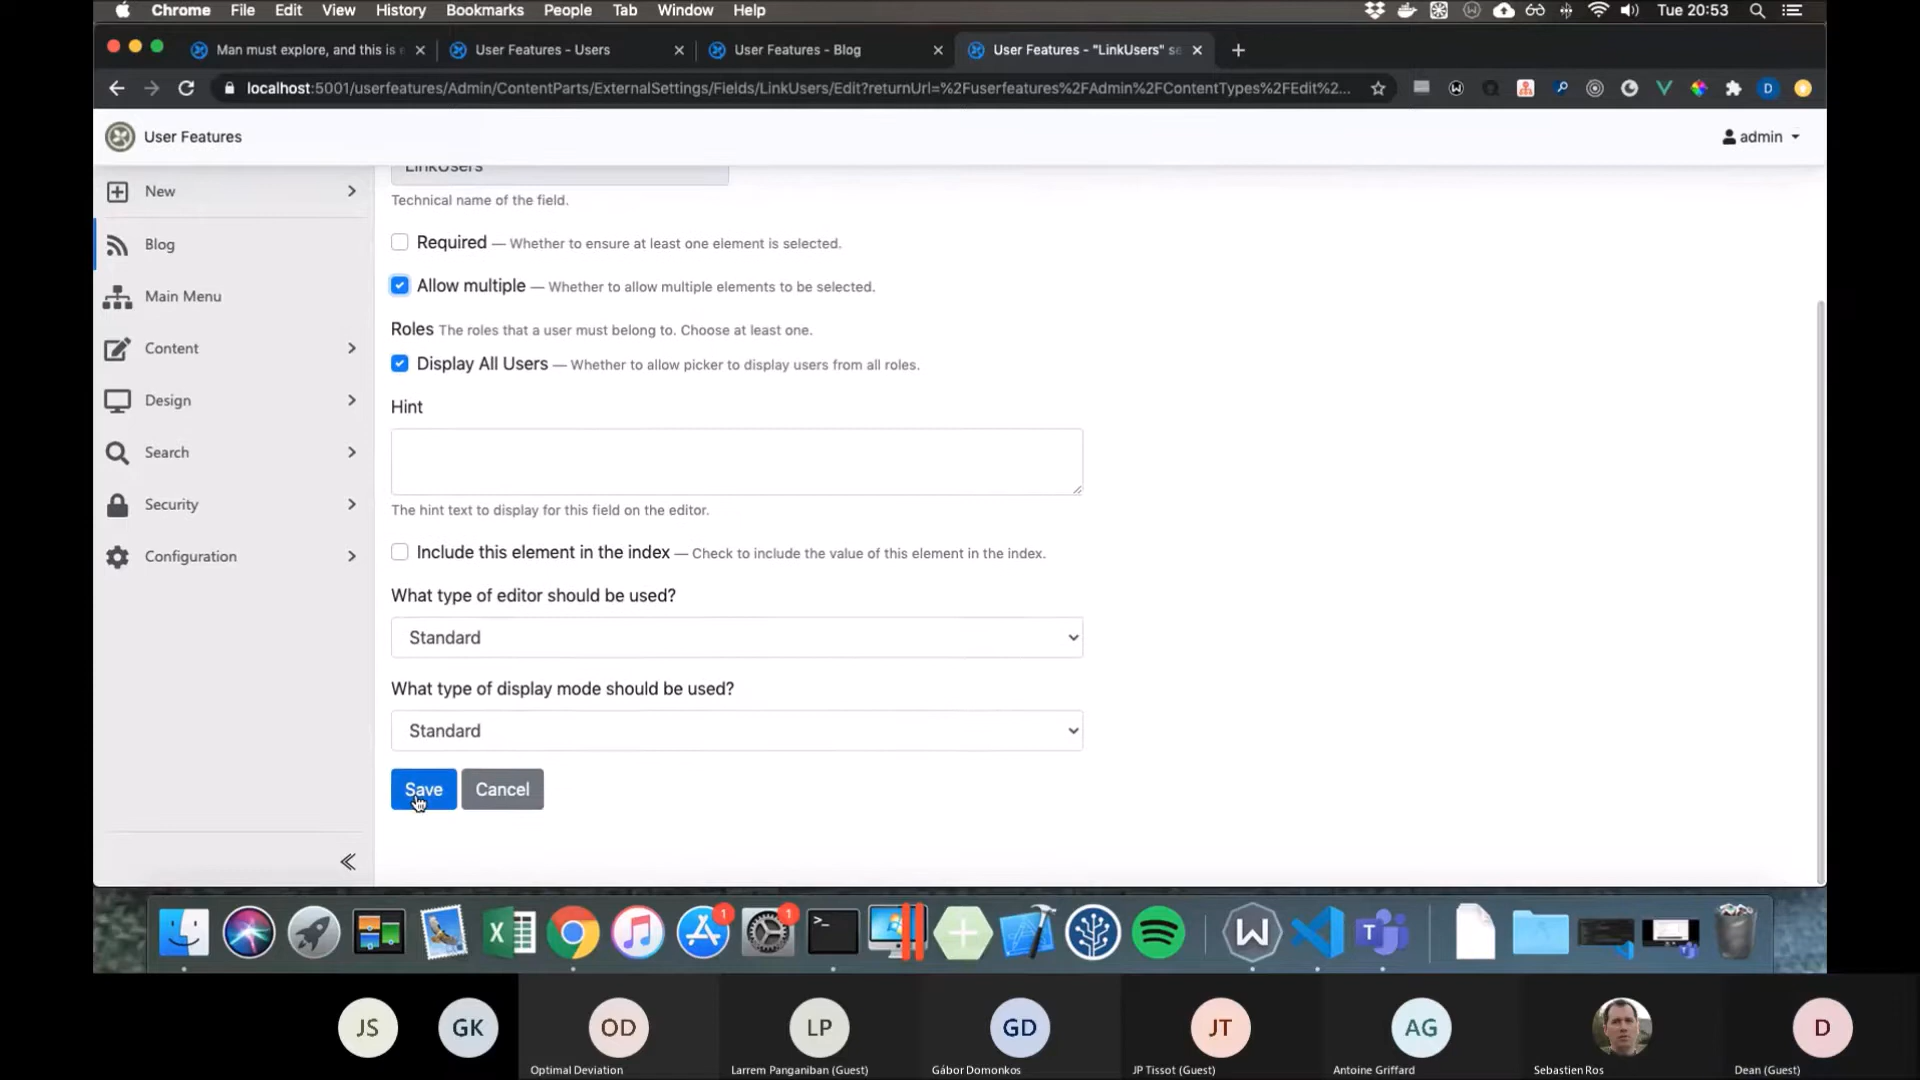 Chrome File Edit View History Bookmarks People Tab Window Help
Tue 20:53
Man must explore, and this is e
User Features - Users
User Features - Blog
User Features - "LinkUsers" se
localhost:5001/userfeatures/Admin/ContentParts/ExternalSettings/Fields/LinkUsers/Edit?returnUrl=%2Fuserfeatures%2FAdmin%2FContentTypes%2FEdit%2...
D
User Features
admin
New
Blog
Main Menu
Content
Design
Search
Security
Configuration
LinkUsers
Technical name of the field.
Required — Whether to ensure at least one element is selected.
Allow multiple — Whether to allow multiple elements to be selected.
Roles The roles that a user must belong to. Choose at least one.
Display All Users — Whether to allow picker to display users from all roles.
Hint
The hint text to display for this field on the editor.
Include this element in the index — Check to include the value of this element in the index.
What type of editor should be used?
Standard
What type of display mode should be used?
Standard
Save Cancel
1
1
JS
GK
OD
LP
GD
JT
AG
D
Optimal Deviation
Larrem Panganiban (Guest)
Gábor Domonkos
JP Tissot (Guest)
Antoine Griffard
Sebastien Ros
Dean (Guest)